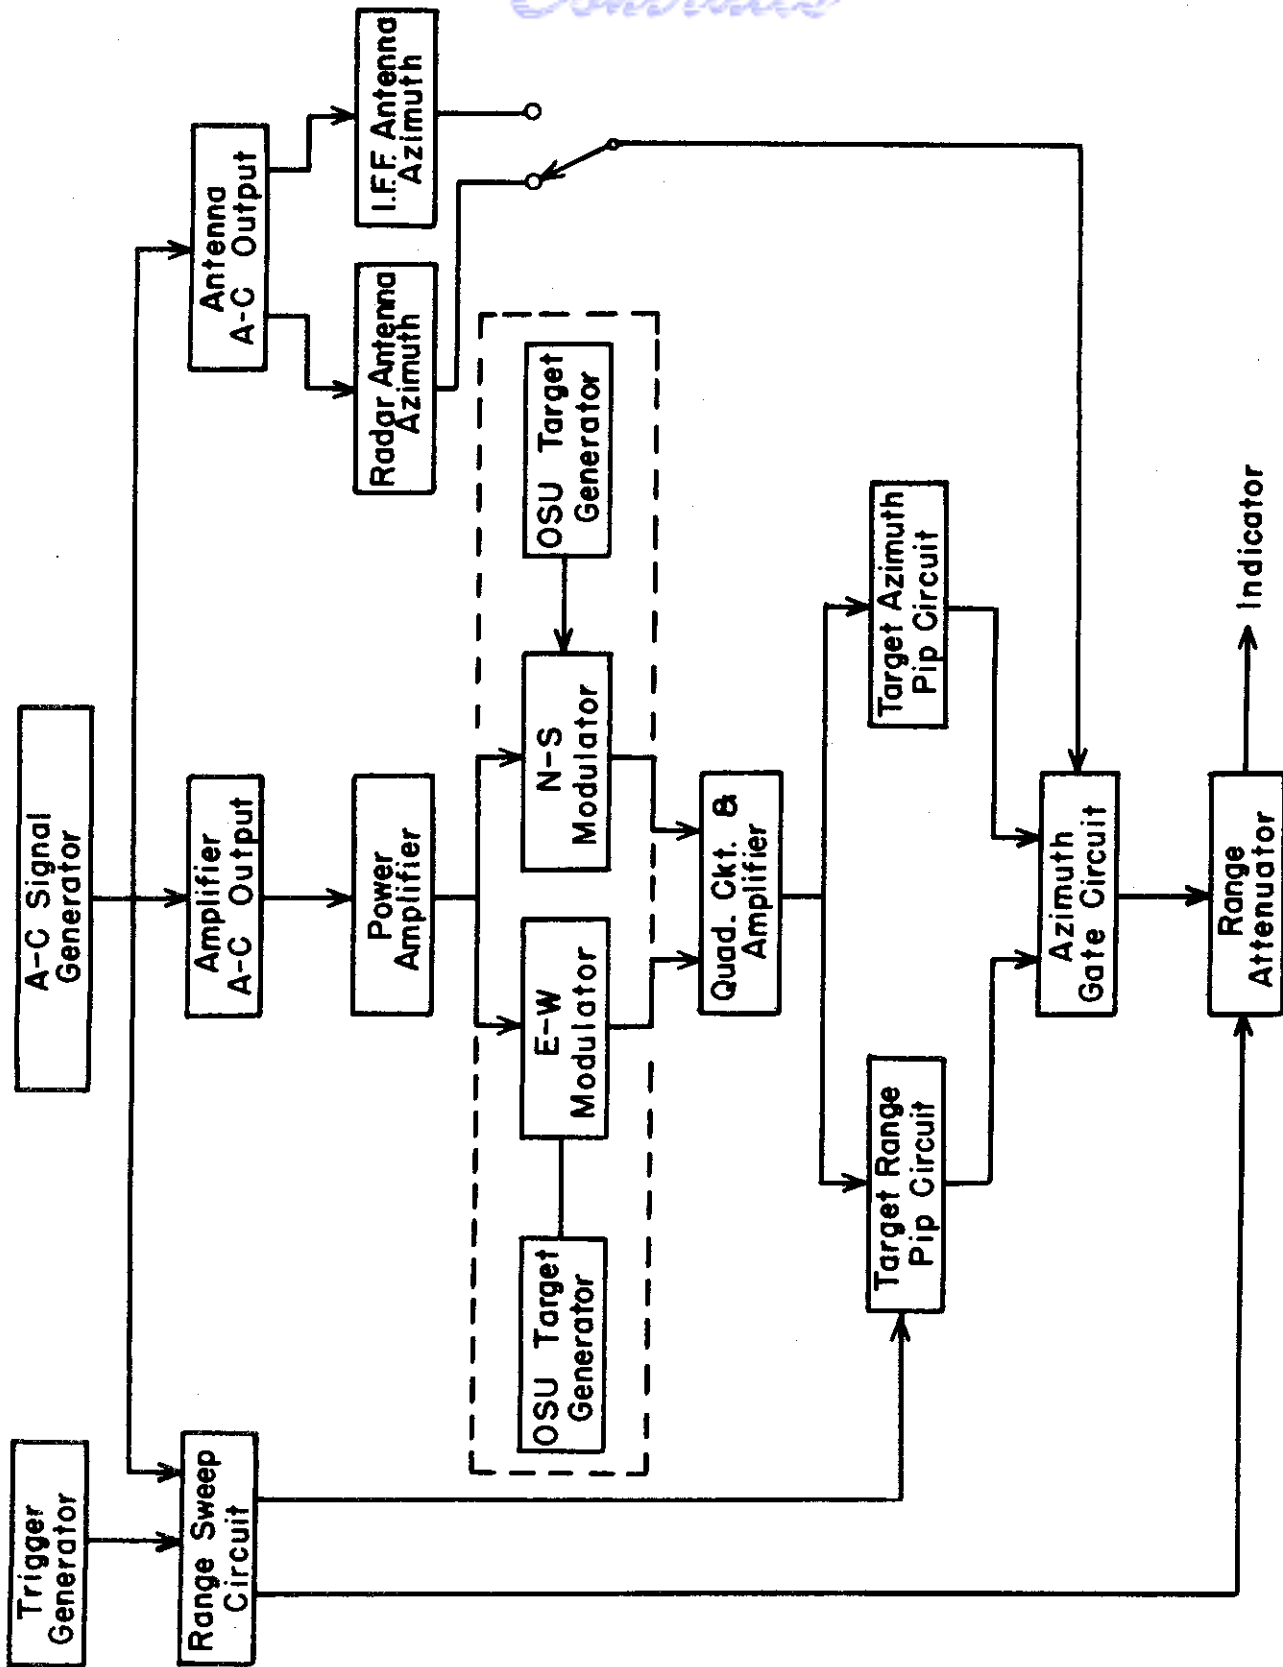 Trigger
Generator
A-C Signal
Generator
Range Sweep
Circuit
Amplifier
A-C Output
Antenna
A-C Output
Power
Amplifier
Radar Antenna
Azimuth
I.F.F. Antenna
Azimuth
OSU Target
Generator
E-W
Modulator
N-S
Modulator
OSU Target
Generator
Quad. Ckt. &
Amplifier
Target Range
Pip Circuit
Target Azimuth
Pip Circuit
Azimuth
Gate Circuit
Range
Attenuator
Indicator